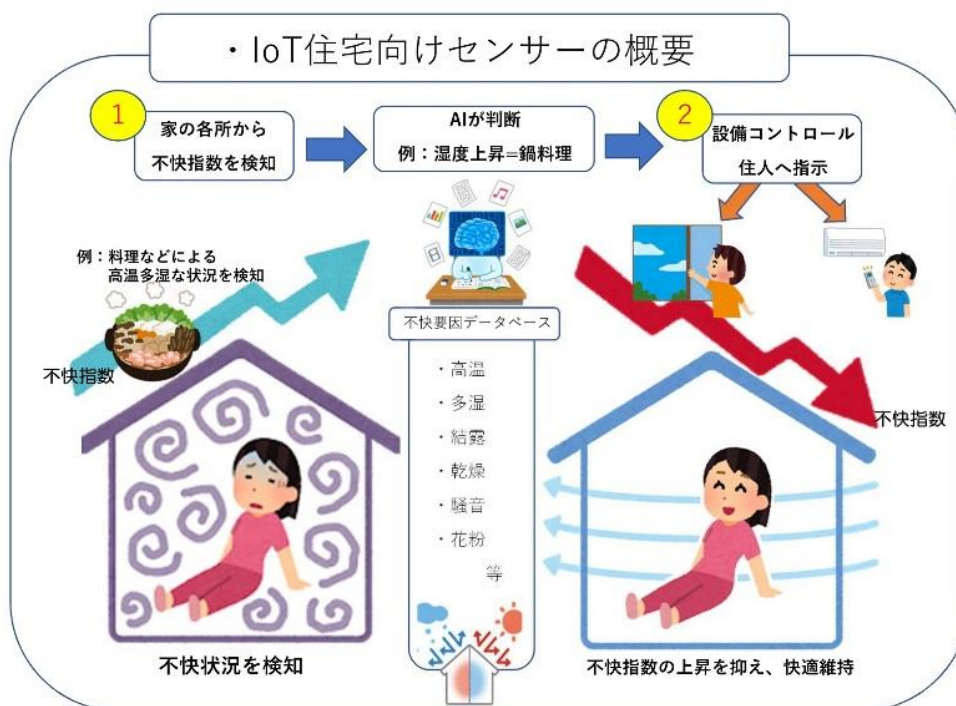 ・IoT住宅向けセンサーの概要
1
家の各所から
不快指数を検知
AIが判断
例：湿度上昇=鍋料理
2
設備コントロール
住人へ指示
例：料理などによる
高温多湿な状況を検知
不快指数
不快要因データベース
・高温
・多湿
・結露
・乾燥
・騒音
・花粉
等
不快指数
不快状況を検知
不快指数の上昇を抑え、快適維持